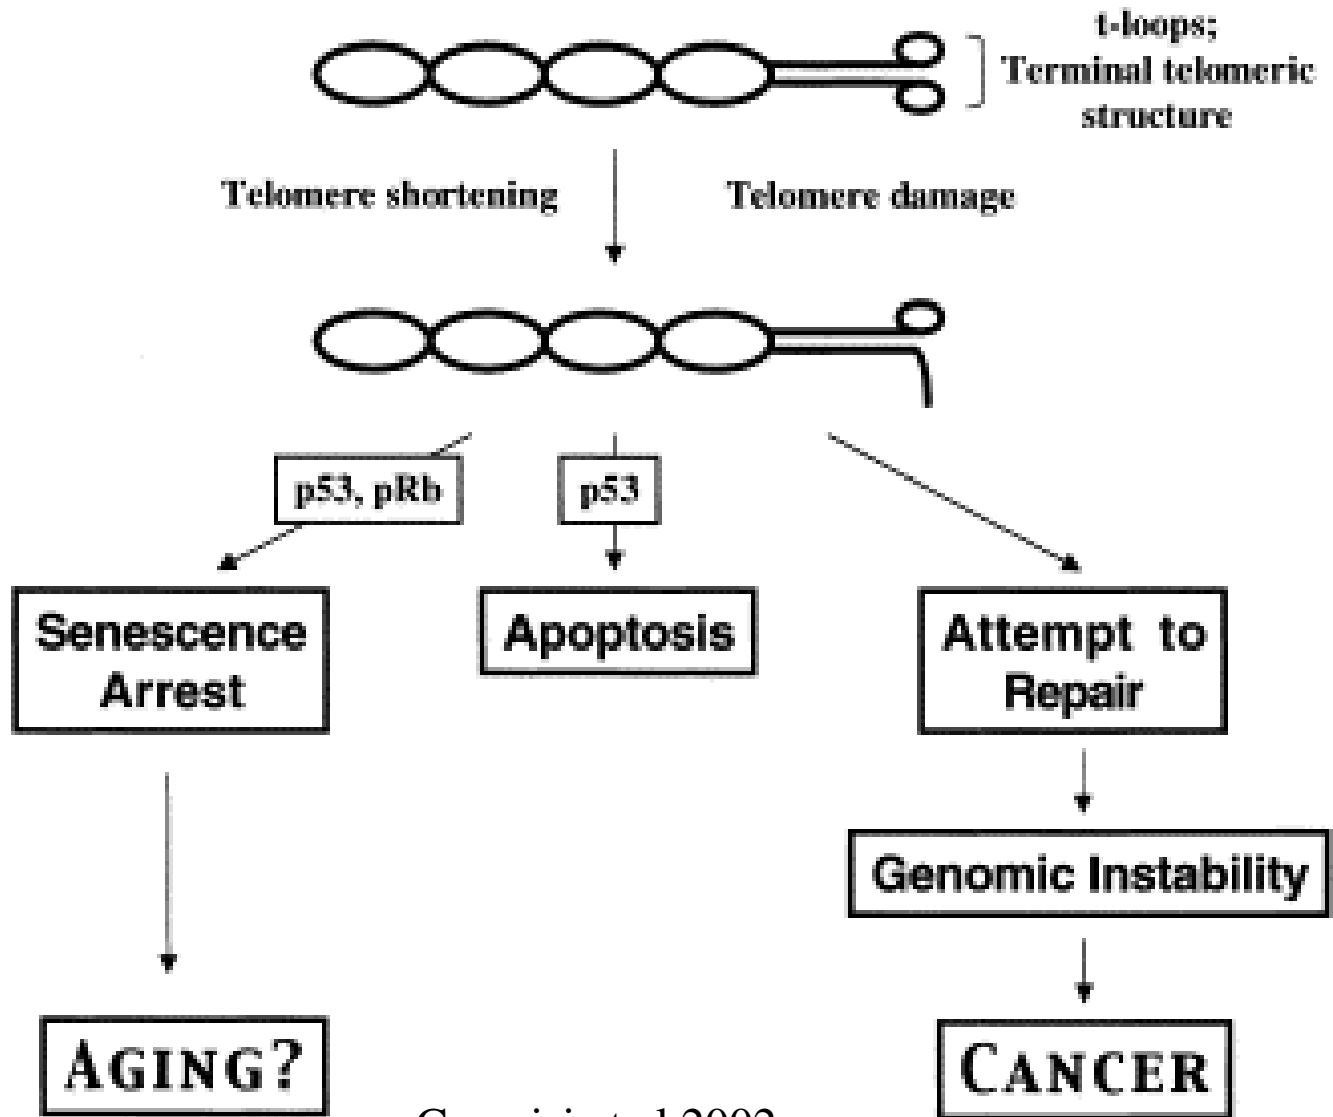 t-loops;
Terminal telomeric
structure
Telomere shortening
Telomere damage
p53, pRb
p53
Senescence
Arrest
Apoptosis
Attempt to
Repair
Genomic Instability
AGING?
CANCER
2002